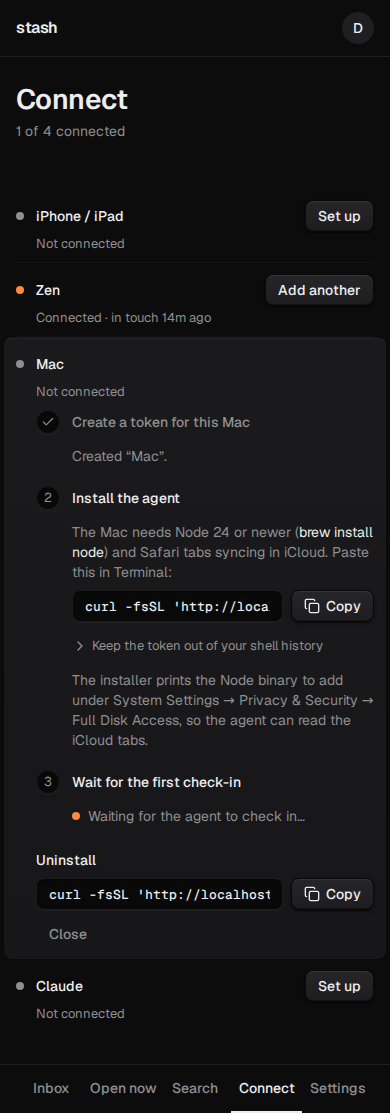 stash
D
Connect
1 of 4 connected
iPhone / iPad
Set up
Not connected
Zen
Add another
Connected · in touch 14m ago
Mac
Not connected
Create a token for this Mac
Created “Mac”.
2
Install the agent
The Mac needs Node 24 or newer (brew install
node) and Safari tabs syncing in iCloud. Paste
this in Terminal:
curl -fsSL 'http://loca
Copy
Keep the token out of your shell history
The installer prints the Node binary to add
under System Settings → Privacy & Security →
Full Disk Access, so the agent can read the
iCloud tabs.
3
Wait for the first check-in
Waiting for the agent to check in…
Uninstall
curl -fsSL 'http://localhost
Copy
Close
Claude
Set up
Not connected
Inbox
Open now
Search
Connect
Settings